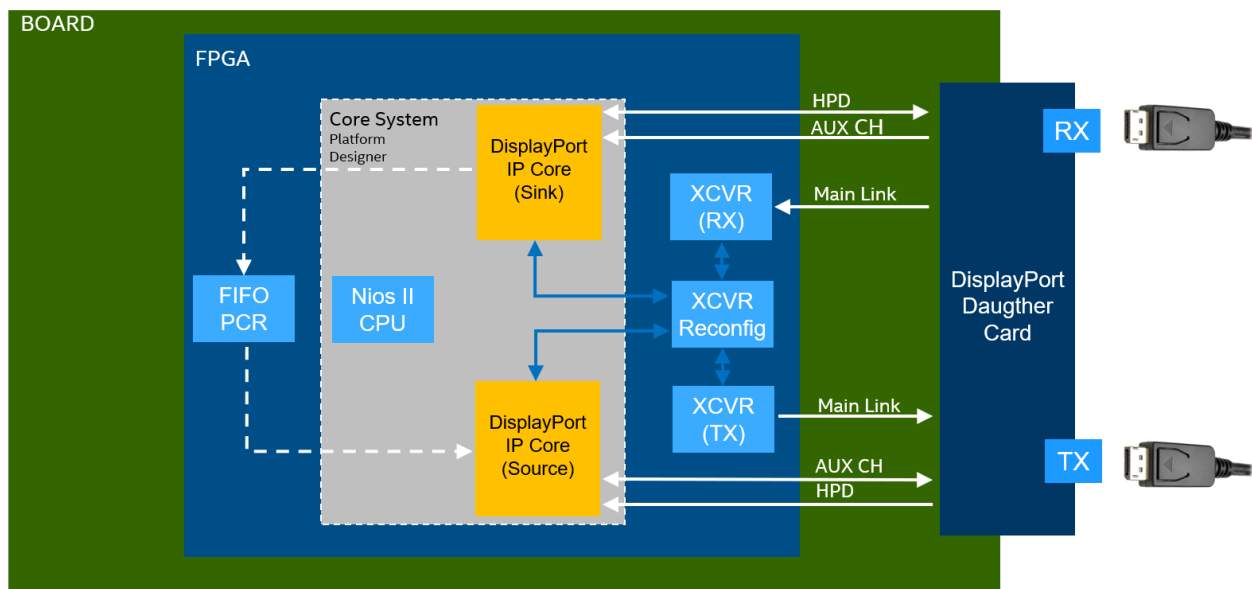 BOARD
FPGA
Core System
Platform
Designer
DisplayPort
IP Core
(Sink)
HPD
AUX CH
RX
XCVR
(RX)
Main Link
FIFO
PCR
Nios II
CPU
XCVR
Reconfig
DisplayPort
Daugther
Card
DisplayPort
IP Core
(Source)
XCVR
(TX)
Main Link
TX
AUX CH
HPD